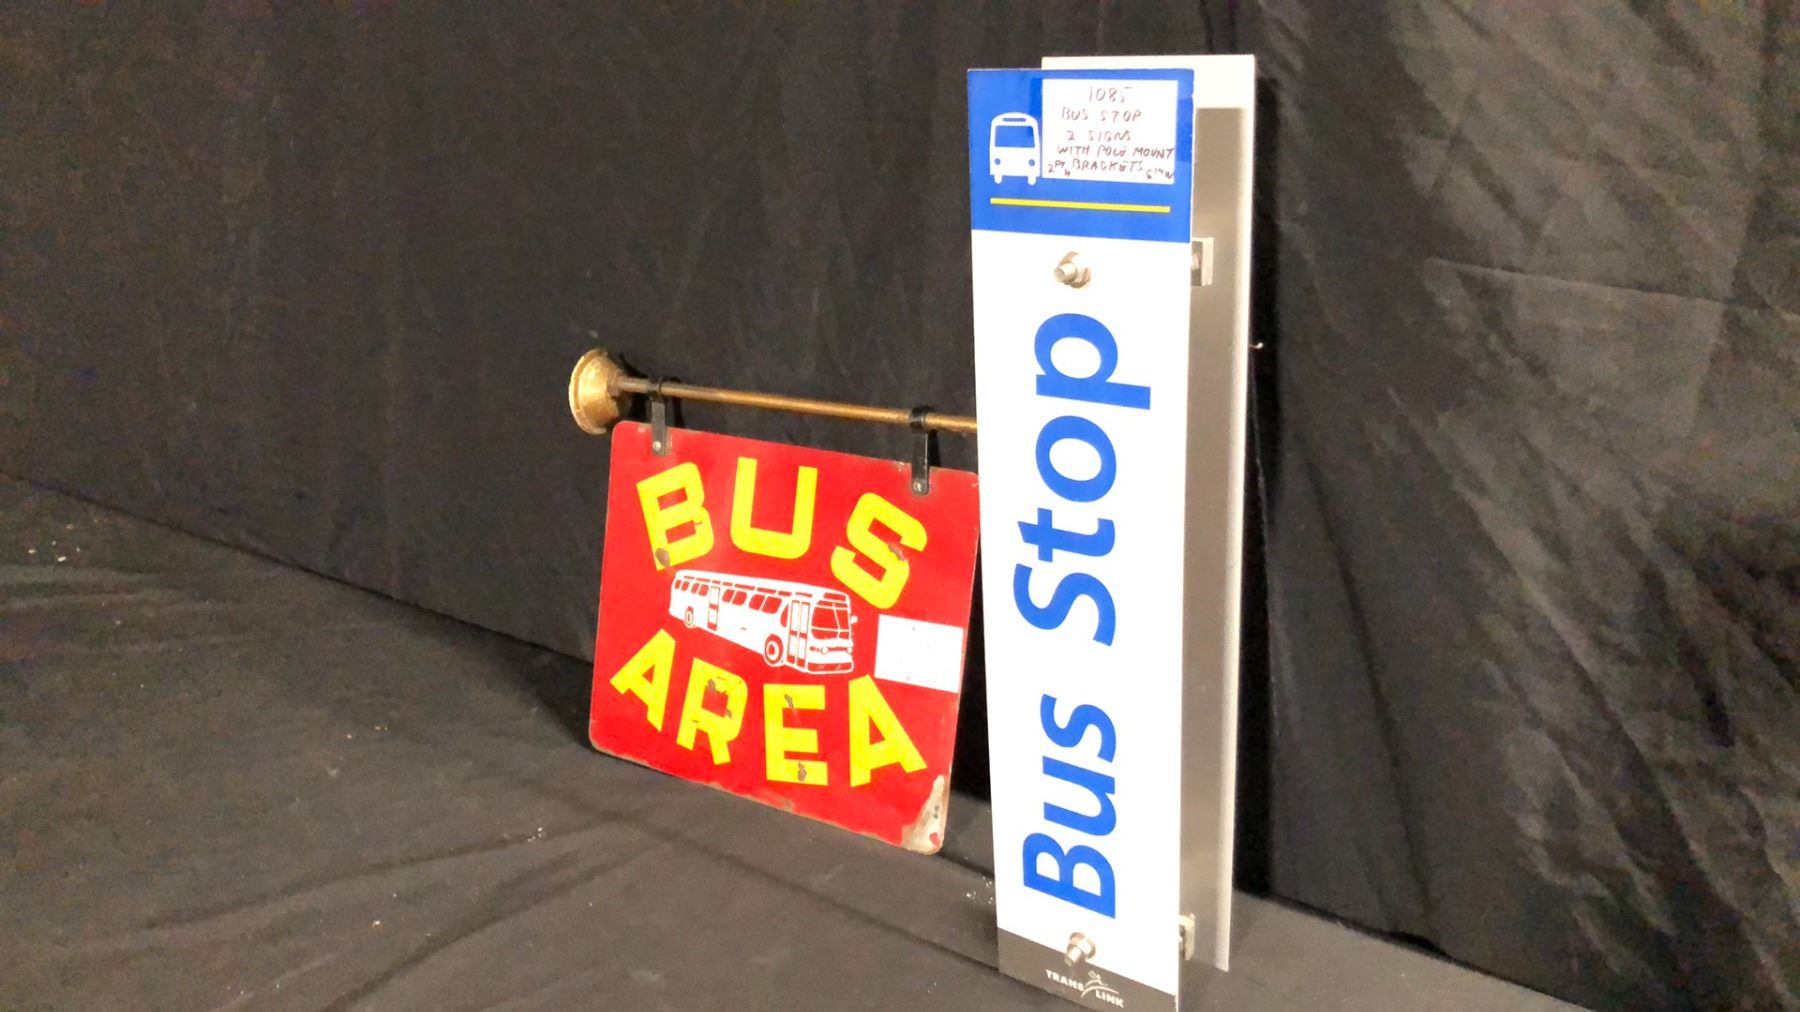 BUS
AREA
1085
BUS STOP
2 SIGNS
WITH POLE MOUNT
BRACKETS
Bus Stop
TRANS LINK